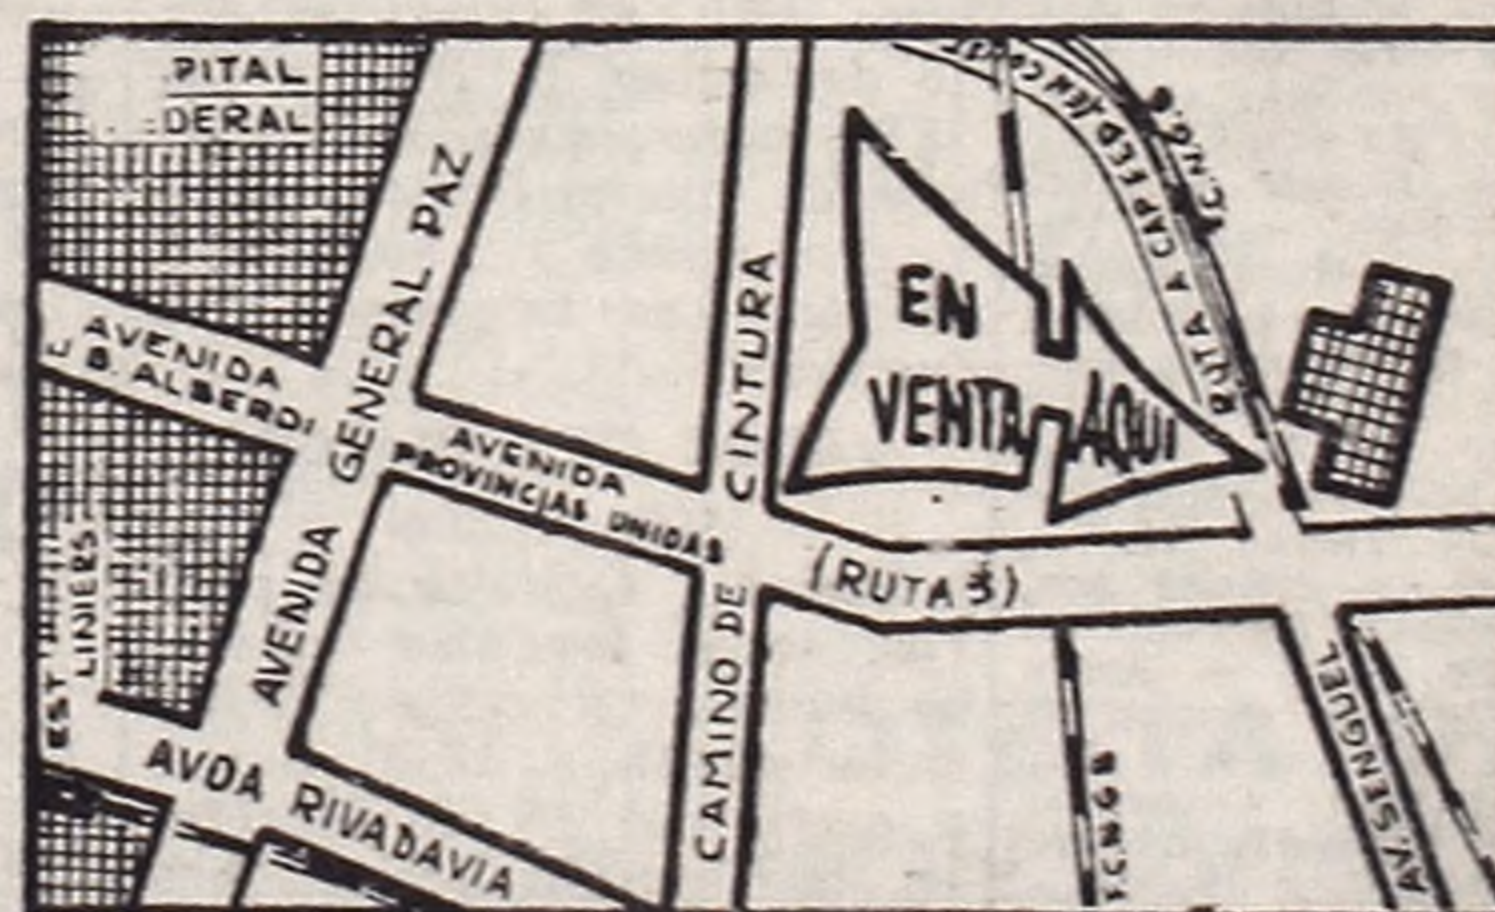 PITAL
DERAL
AVENIDA
J. B. ALBERDI
AVENIDA GENERAL PAZ
AVENIDA
PROVINCIAS UNIDAS
(RUTA 3)
CAMINO DE CINTURA
EN
VENTA AQUI
RUTA A CAP FED
F.C.N.G.B
EST
LINIERS
AVDA RIVADAVIA
F.C.N.G.B
AV. SENGUEL